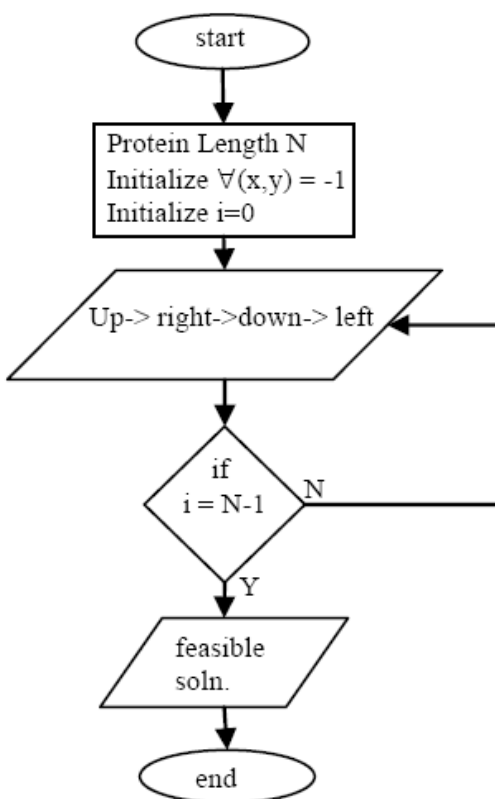 start
Protein Length N
Initialize ∀(x,y) = -1
Initialize i=0
Up-> right->down-> left
if
i = N-1
N
Y
feasible
soln.
end